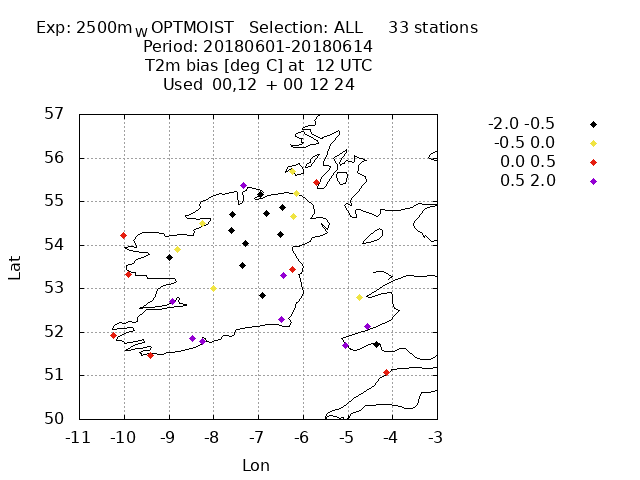 Exp: 2500m_W OPTMOIST   Selection: ALL     33 stations
Period: 20180601-20180614
T2m bias [deg C] at  12 UTC
Used  00,12  + 00 12 24
-2.0 -0.5
-0.5 0.0
0.0 0.5
0.5 2.0
57
56
55
54
53
52
51
50
Lat
-11 -10 -9 -8 -7 -6 -5 -4 -3
Lon